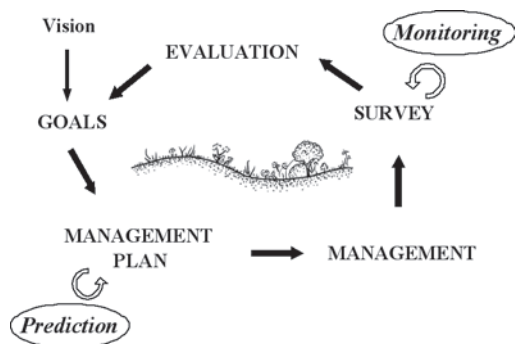 Vision
Monitoring
EVALUATION
GOALS
SURVEY
MANAGEMENT
PLAN
MANAGEMENT
Prediction